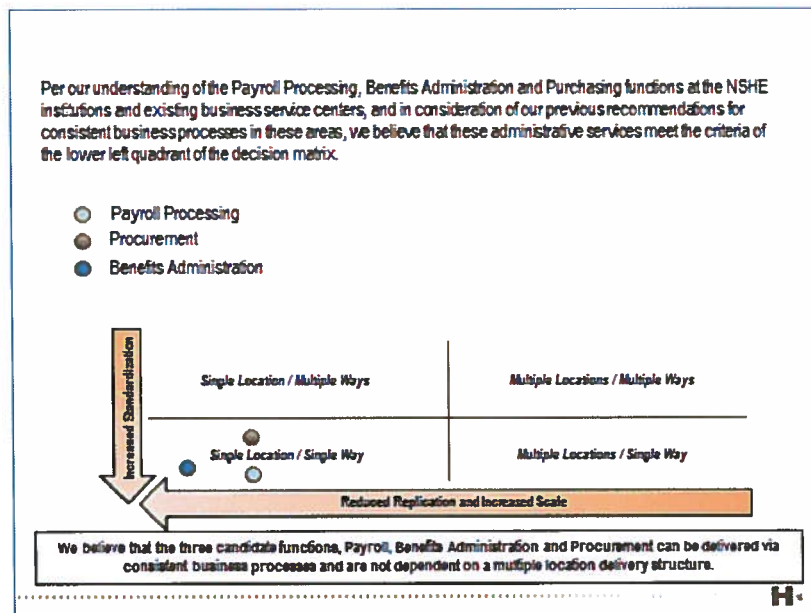 Per our understanding of the Payroll Processing, Benefits Administration and Purchasing functions at the NSHE
institutions and existing business service centers, and in consideration of our previous recommendations for
consistent business processes in these areas, we believe that these administrative services meet the criteria of
the lower left quadrant of the decision matrix.
Payroll Processing
Procurement
Benefits Administration
Increased Standardization
Single Location / Multiple Ways
Multiple Locations / Multiple Ways
Single Location / Single Way
Multiple Locations / Single Way
Reduced Replication and Increased Scale
We believe that the three candidate functions, Payroll, Benefits Administration and Procurement can be delivered via
consistent business processes and are not dependent on a multiple location delivery structure.
H